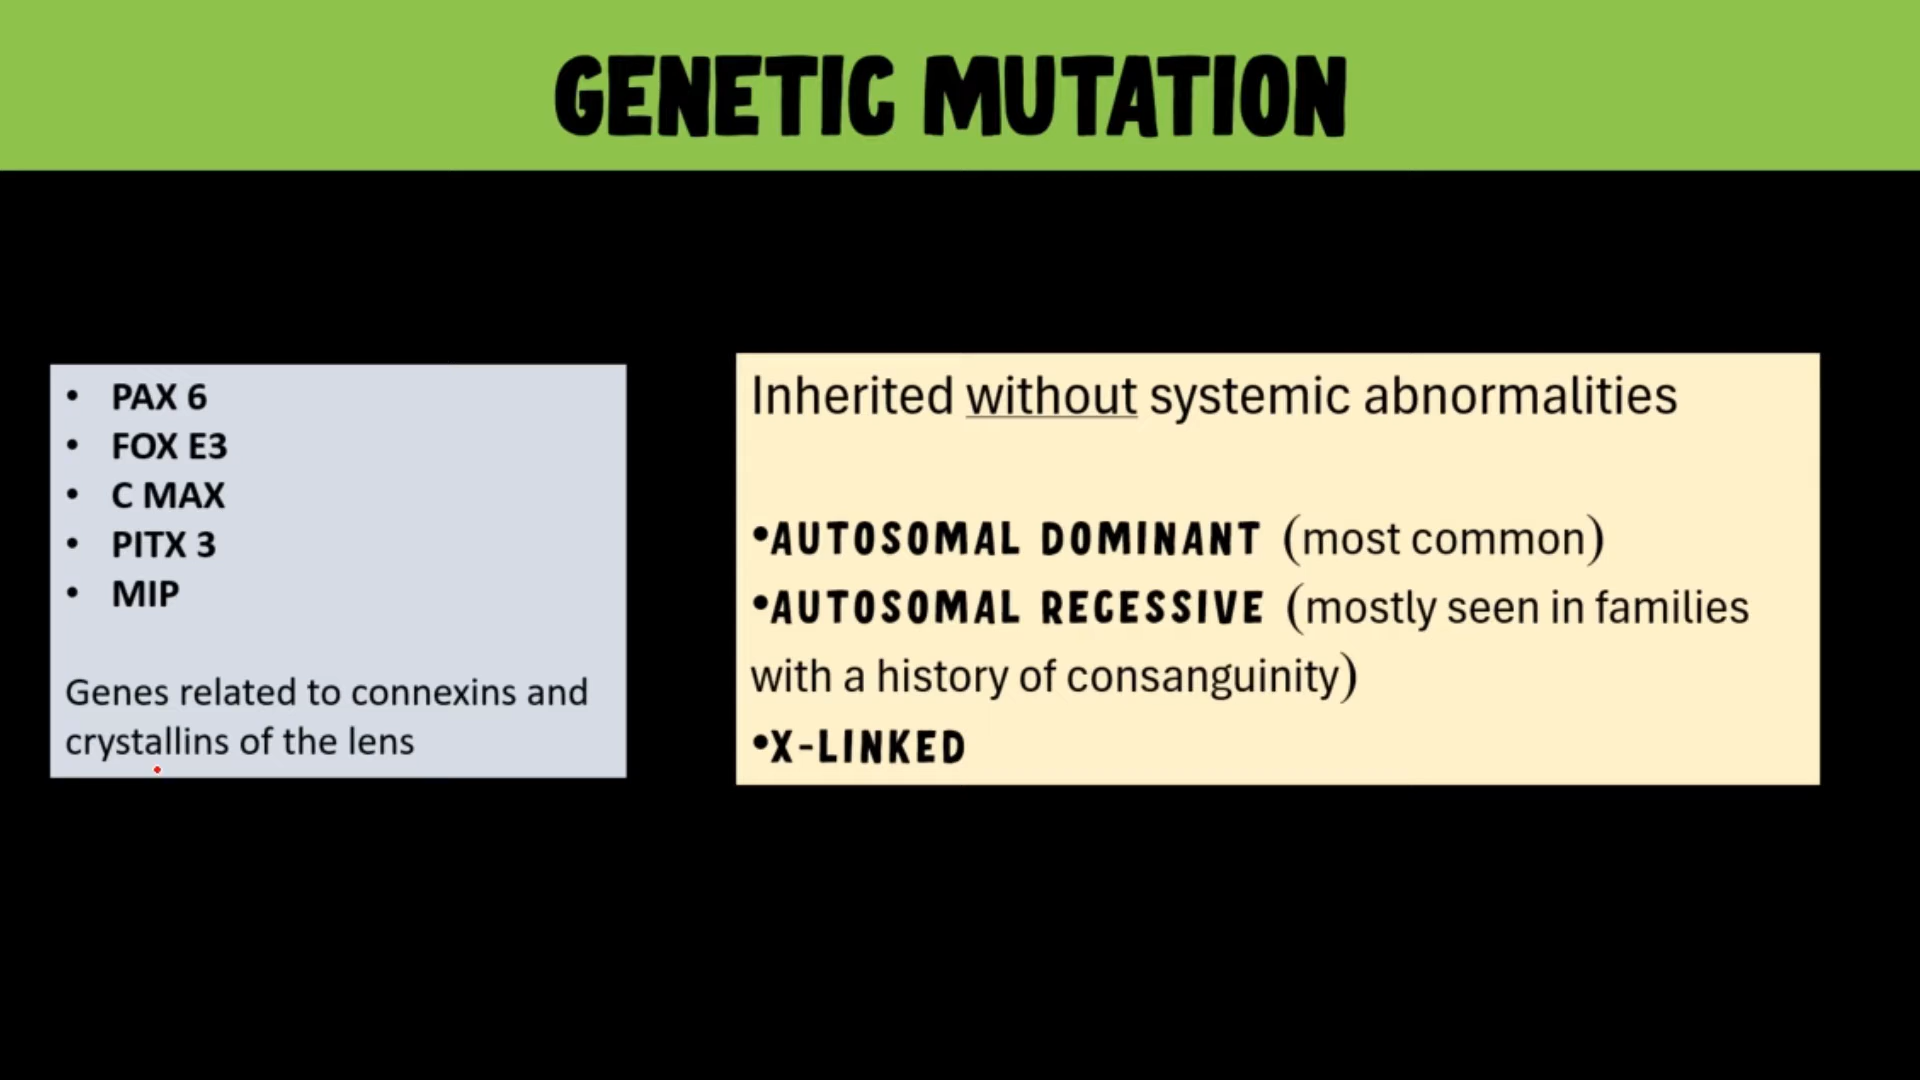 GENETIC MUTATION
• PAX 6
• FOX E3
• C MAX
• PITX 3
• MIP
Genes related to connexins and
crystallins of the lens
Inherited without systemic abnormalities
•AUTOSOMAL DOMINANT (most common)
•AUTOSOMAL RECESSIVE (mostly seen in families
with a history of consanguinity)
•X-LINKED